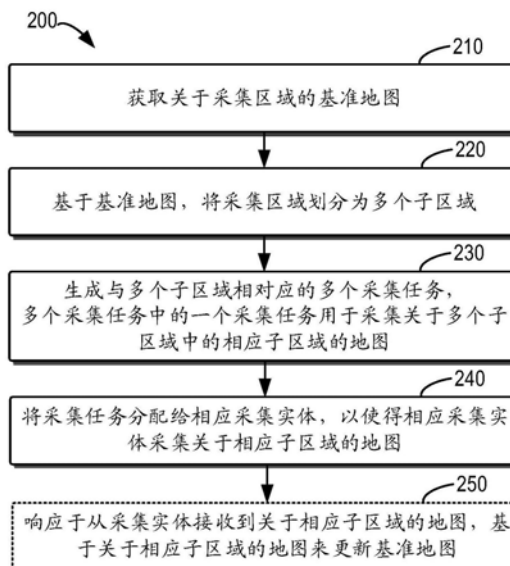 200
210
获取关于采集区域的基准地图
220
基于基准地图，将采集区域划分为多个子区域
230
生成与多个子区域相对应的多个采集任务，
多个采集任务中的一个采集任务用于采集关于多个子
区域中的相应子区域的地图
240
将采集任务分配给相应采集实体，以使得相应采集实
体采集关于相应子区域的地图
250
响应于从采集实体接收到关于相应子区域的地图，基
于关于相应子区域的地图来更新基准地图